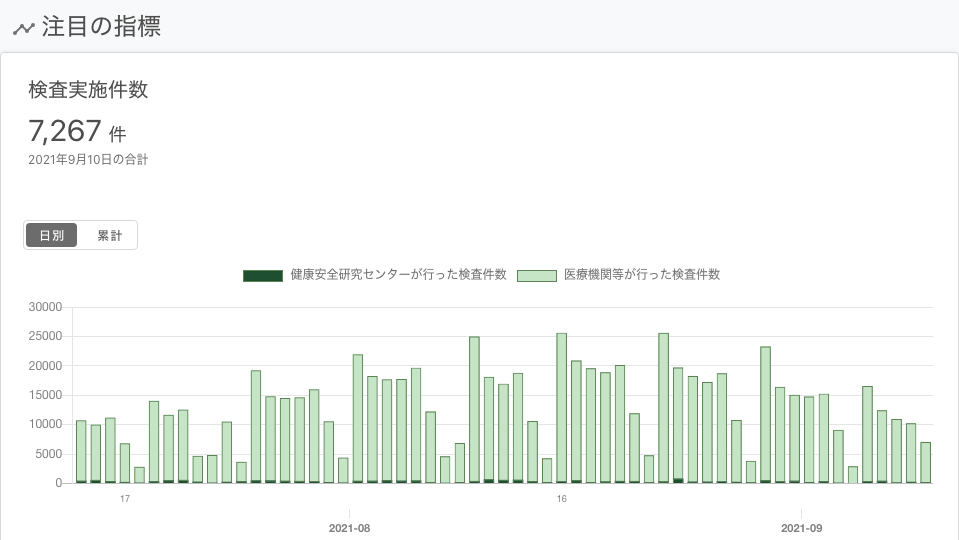 注目の指標
検査実施件数
7,267 件
2021年9月10日の合計
日別 累計
健康安全研究センターが行った検査件数 医療機関等が行った検査件数
30000
25000
20000
15000
10000
5000
0
17 16
2021-08 2021-09